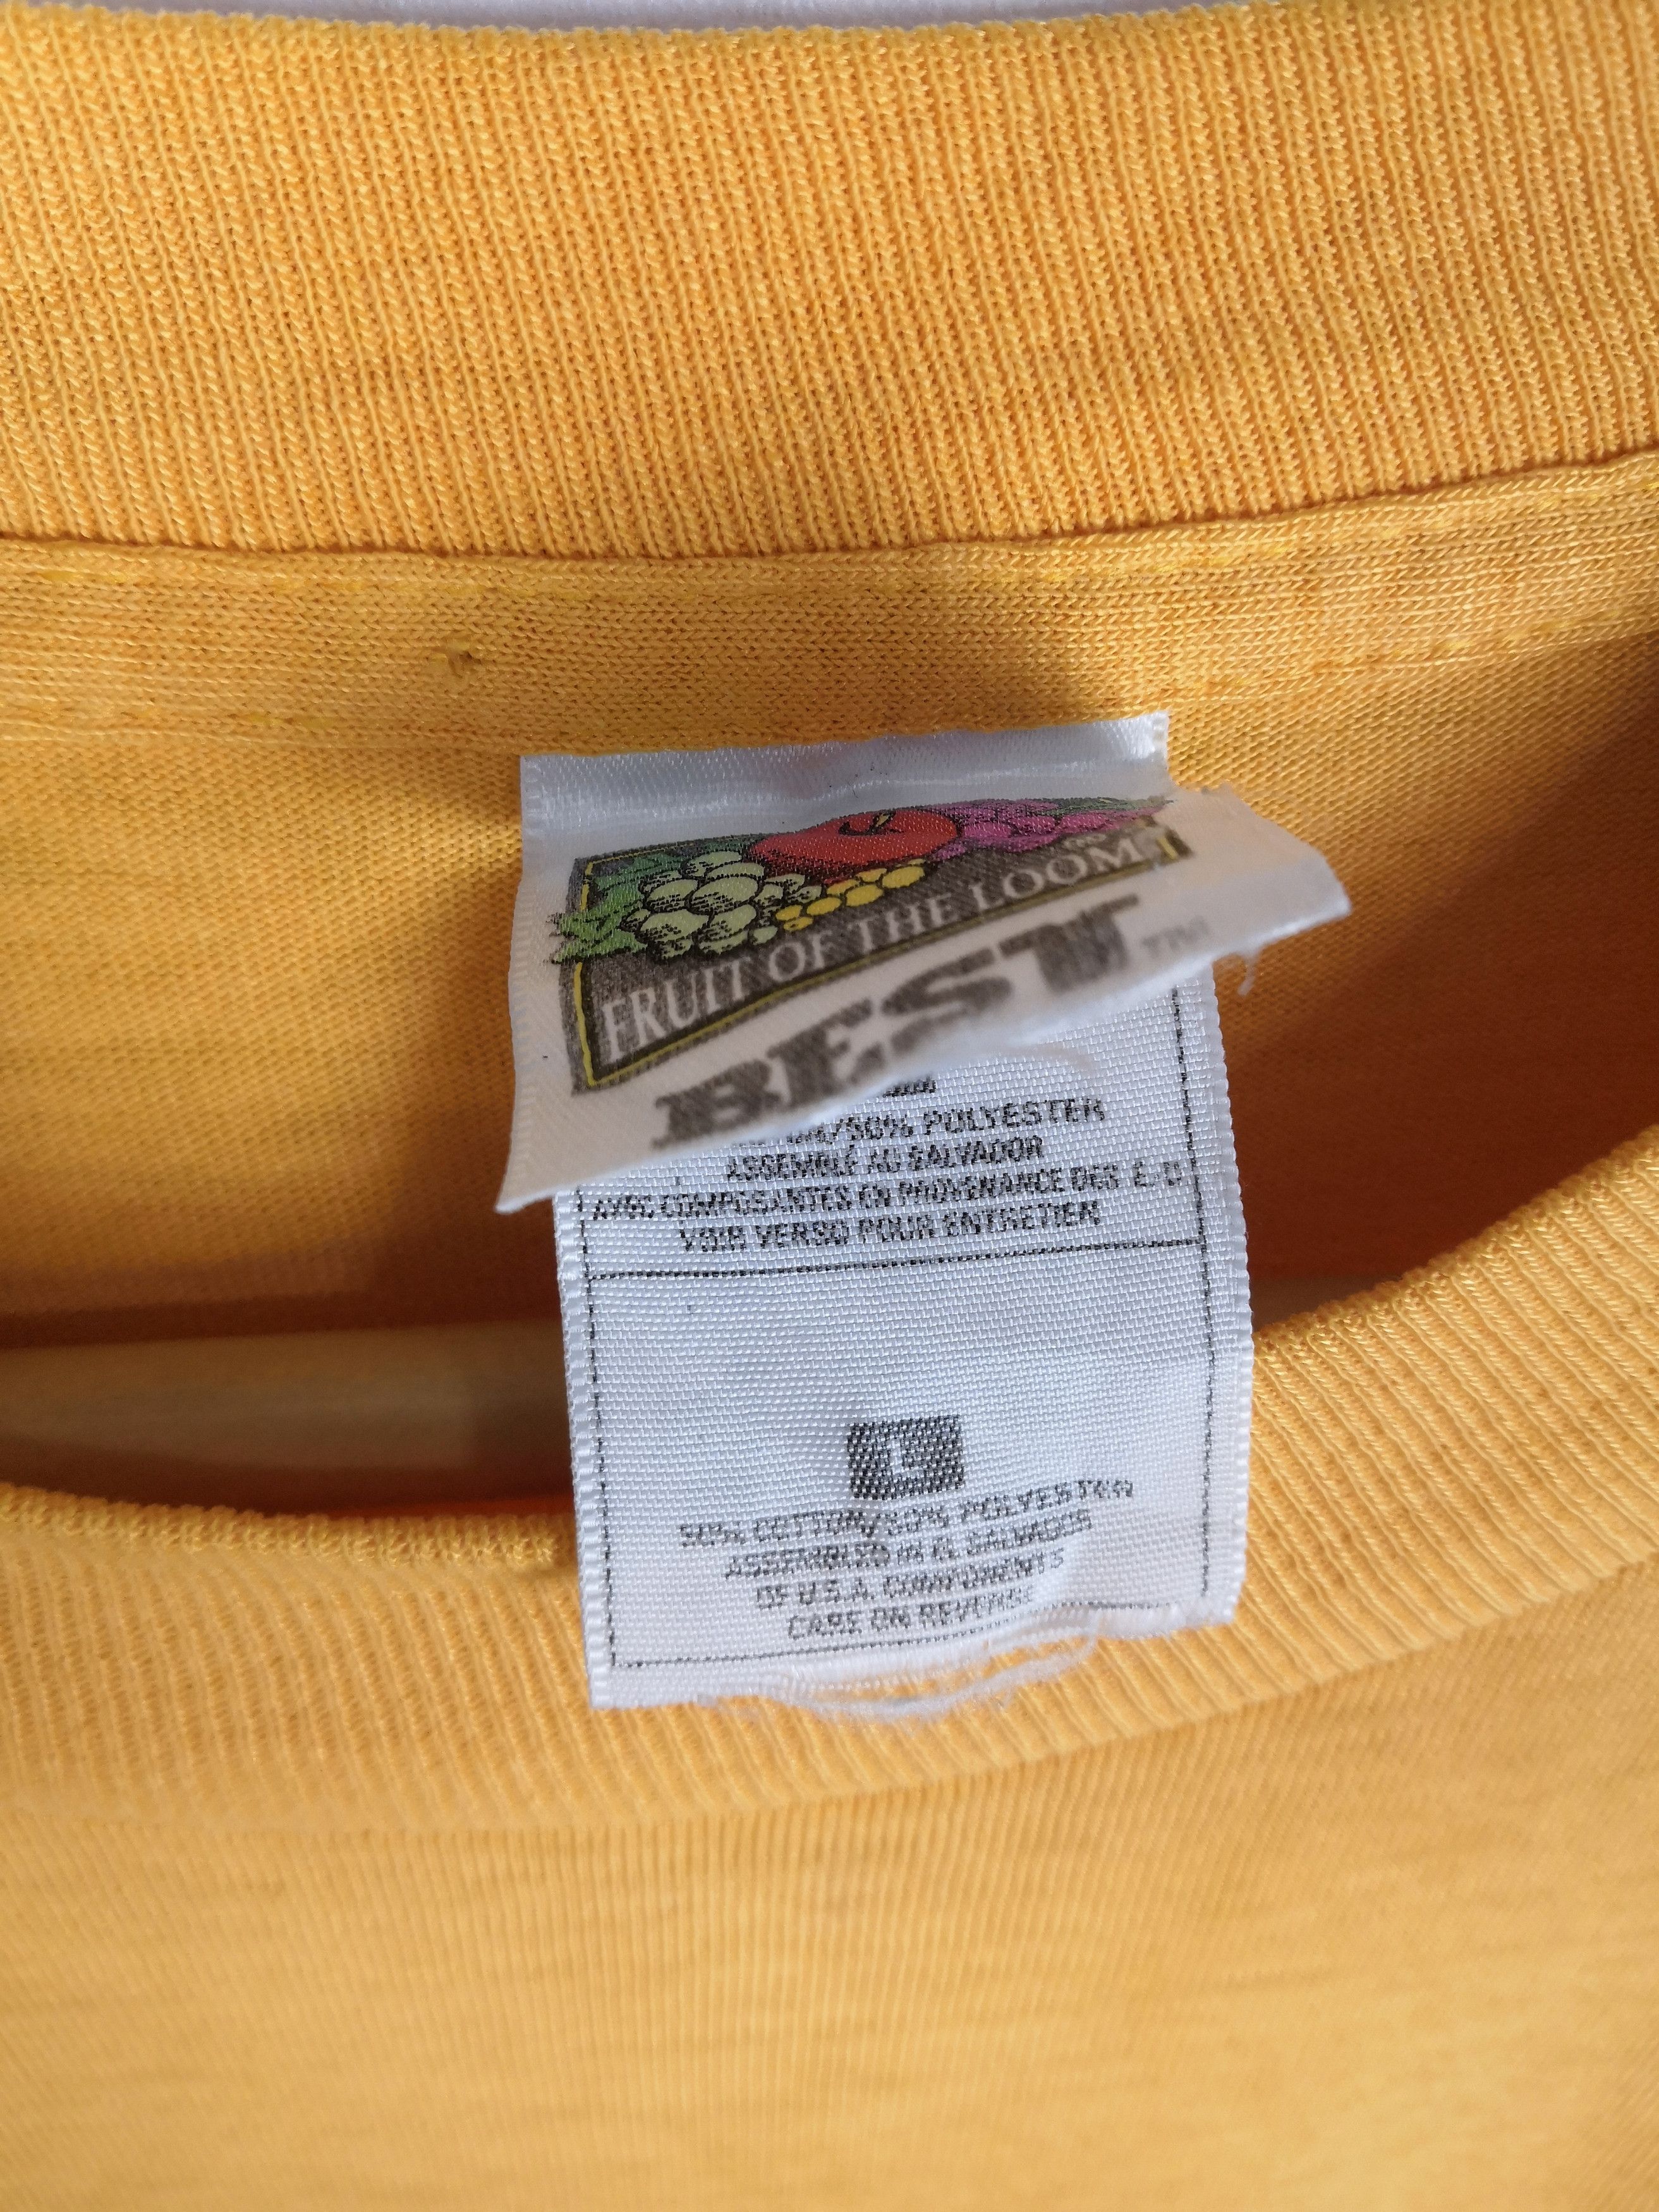 FRUIT OF THE LOOM
BEST™
/50% POLYESTER
ASSEMBLÉ AU SALVADOR
AVEC COMPOSANTES EN PROVENANCE DES É.-U
VOIR VERSO POUR ENTRETIEN
L
50% COTTON/50% POLYESTER
ASSEMBLED IN EL SALVADOR
OF U.S.A. COMPONENTS
CARE ON REVERSE